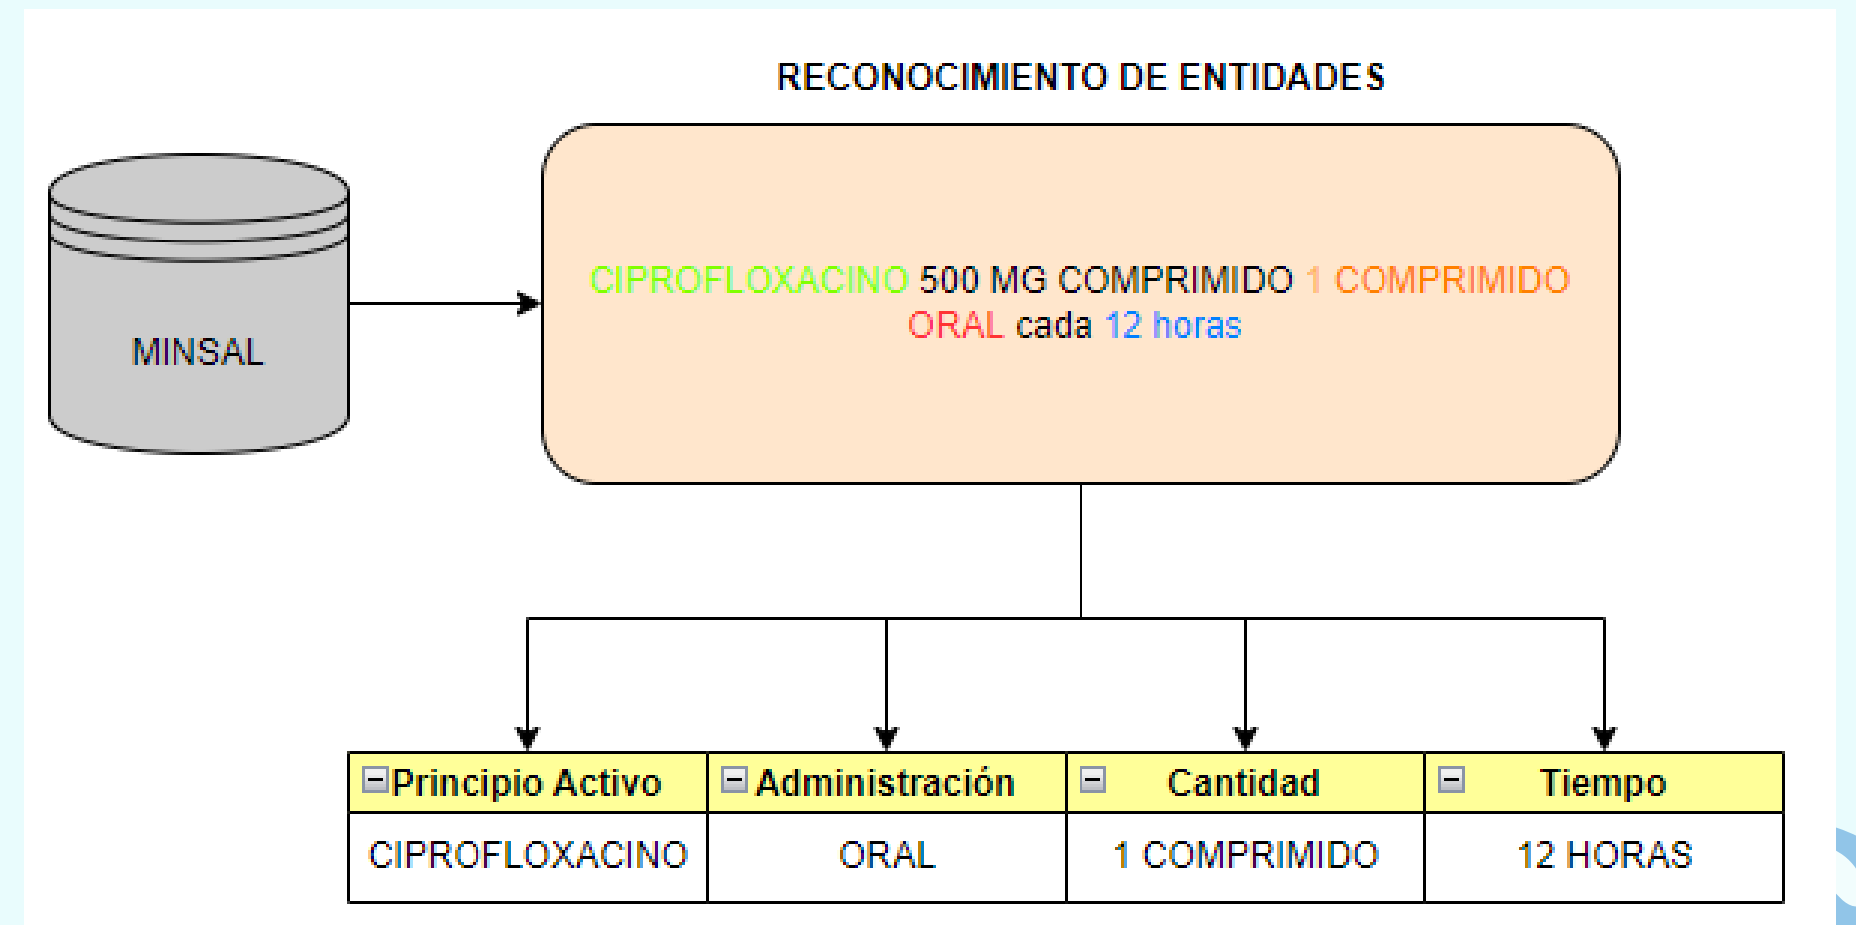 RECONOCIMIENTO DE ENTIDADES
MINSAL
CIPROFLOXACINO 500 MG COMPRIMIDO 1 COMPRIMIDO
ORAL cada 12 horas
Principio Activo Administración Cantidad Tiempo
CIPROFLOXACINO ORAL 1 COMPRIMIDO 12 HORAS